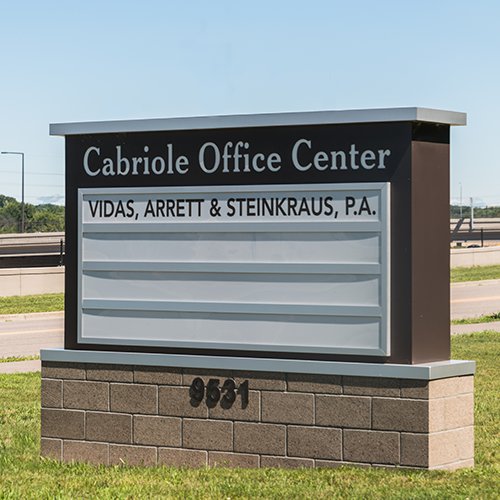 Cabriole Office Center
VIDAS, ARRETT & STEINKRAUS, P.A.
9531